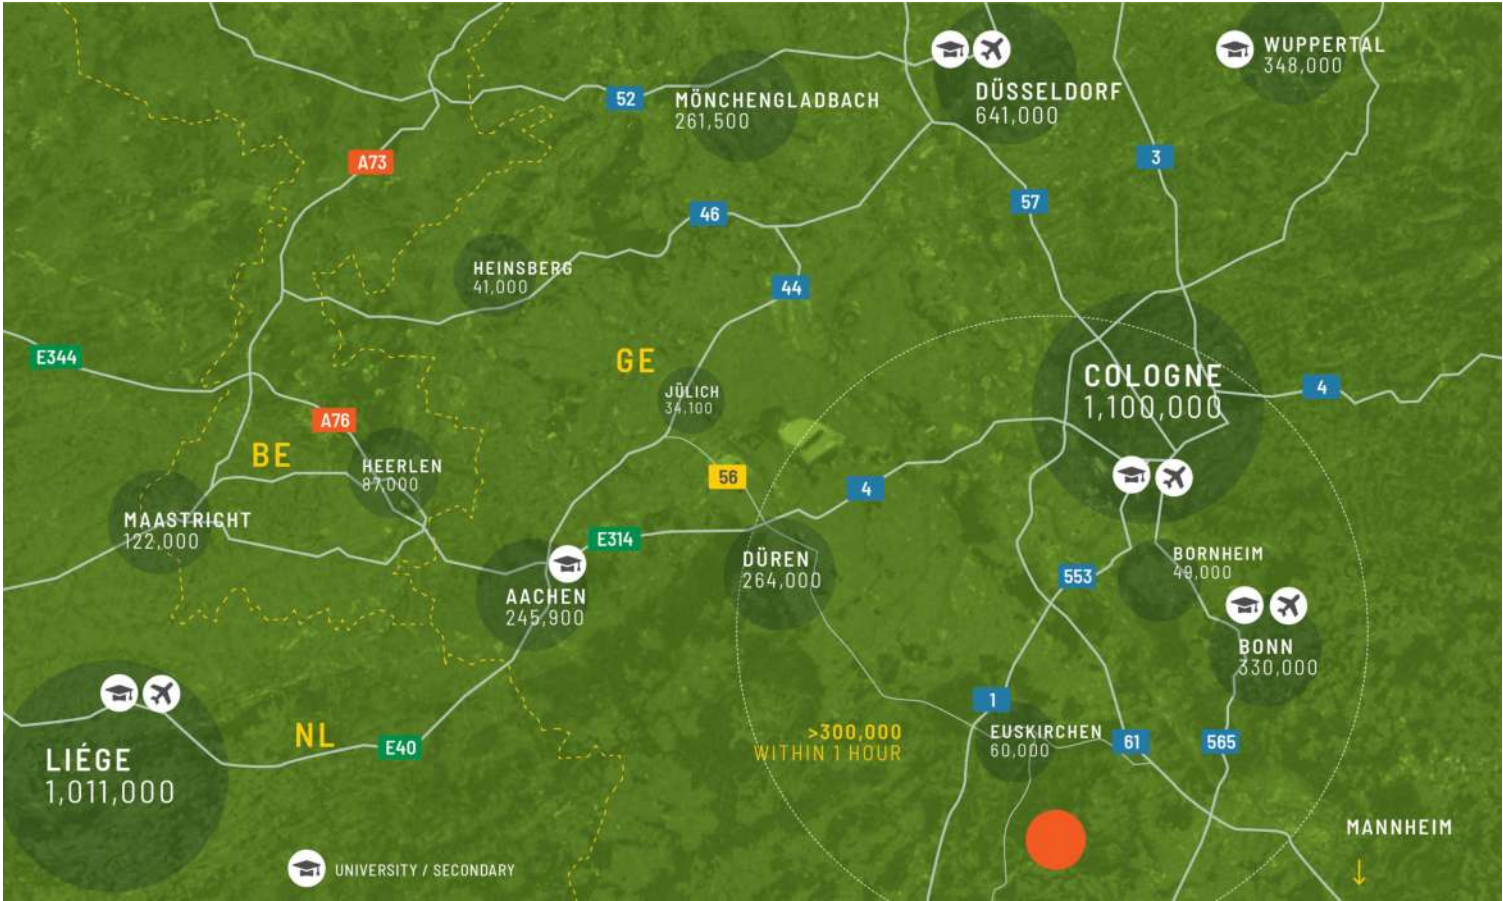 WUPPERTAL
348,000
DÜSSELDORF
641,000
52
MÖNCHENGLADBACH
261,500
A73
3
57
46
HEINSBERG
41,000
44
E344
GE
COLOGNE
1,100,000
4
JÜLICH
34,100
A76
BE
HEERLEN
87,000
56
4
MAASTRICHT
122,000
E314
DÜREN
264,000
BORNHEIM
49,000
553
AACHEN
245,900
BONN
330,000
1
>300,000
WITHIN 1 HOUR
EUSKIRCHEN
60,000
61
565
NL
E40
LIÉGE
1,011,000
MANNHEIM
UNIVERSITY / SECONDARY